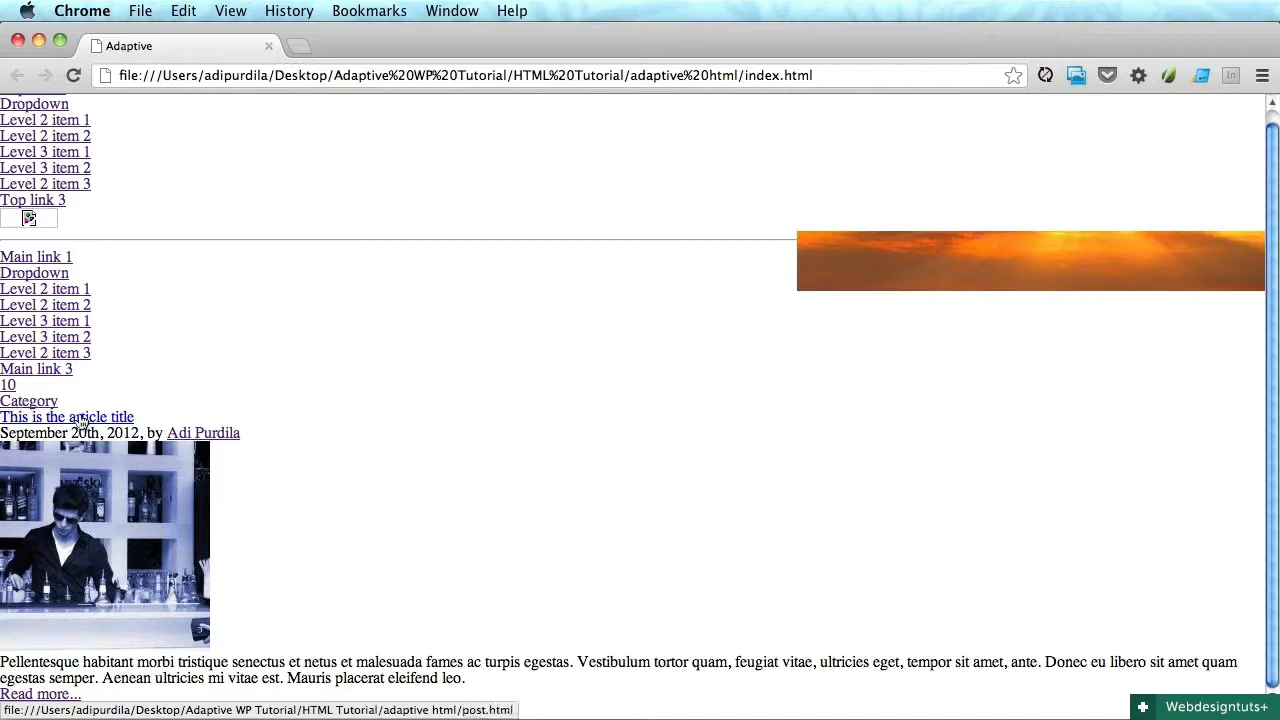 Chrome File Edit View History Bookmarks Window Help
Adaptive
file:///Users/adipurdila/Desktop/Adaptive%20WP%20Tutorial/HTML%20Tutorial/adaptive%20html/index.html
Dropdown
Level 2 item 1
Level 2 item 2
Level 3 item 1
Level 3 item 2
Level 2 item 3
Top link 3
Main link 1
Dropdown
Level 2 item 1
Level 2 item 2
Level 3 item 1
Level 3 item 2
Level 2 item 3
Main link 3
10
Category
This is the article title
September 20th, 2012, by Adi Purdila
Pellentesque habitant morbi tristique senectus et netus et malesuada fames ac turpis egestas. Vestibulum tortor quam, feugiat vitae, ultricies eget, tempor sit amet, ante. Donec eu libero sit amet quam
egestas semper. Aenean ultricies mi vitae est. Mauris placerat eleifend leo.
Read more...
file:///Users/adipurdila/Desktop/Adaptive WP Tutorial/HTML Tutorial/adaptive html/post.html
Webdesigntuts+